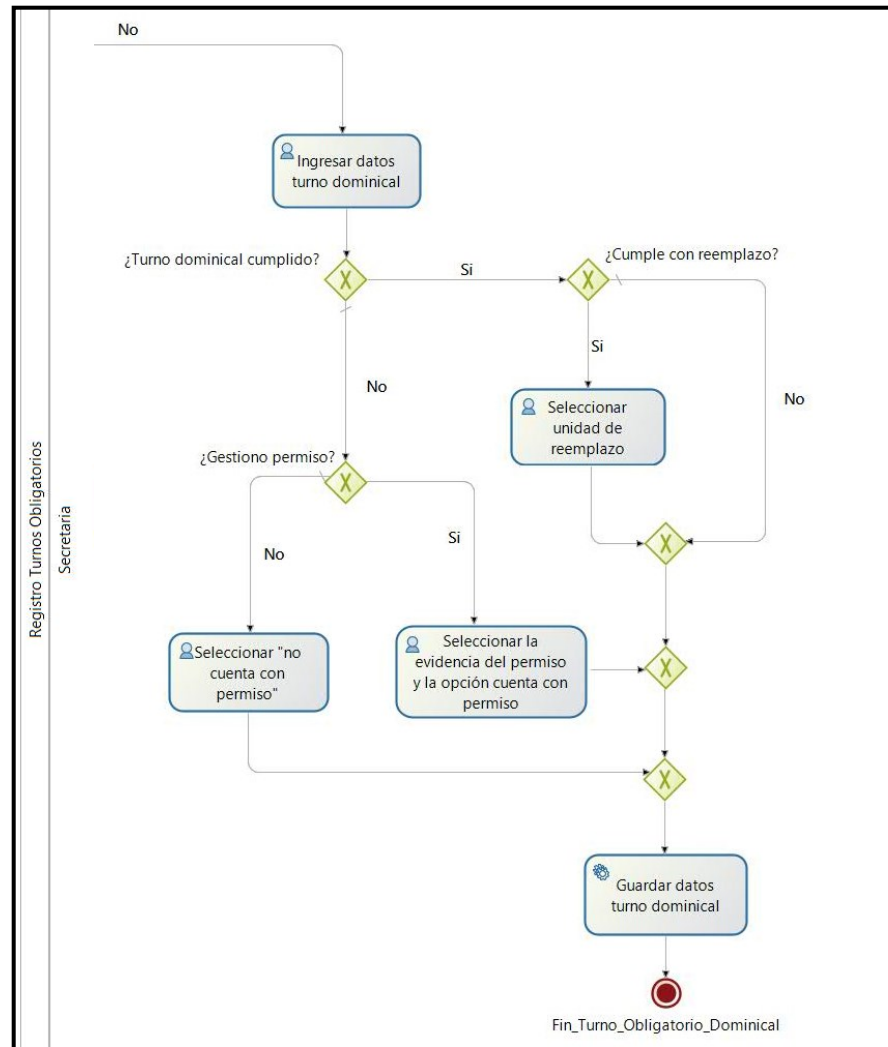 No
Ingresar datos
turno dominical
¿Turno dominical cumplido?
Si
¿Cumple con reemplazo?
Si
No
No
Seleccionar
unidad de
reemplazo
¿Gestiono permiso?
No
Si
Seleccionar "no
cuenta con
permiso"
Seleccionar la
evidencia del permiso
y la opción cuenta con
permiso
Guardar datos
turno dominical
Fin_Turno_Obligatorio_Dominical
Registro Turnos Obligatorios
Secretaria